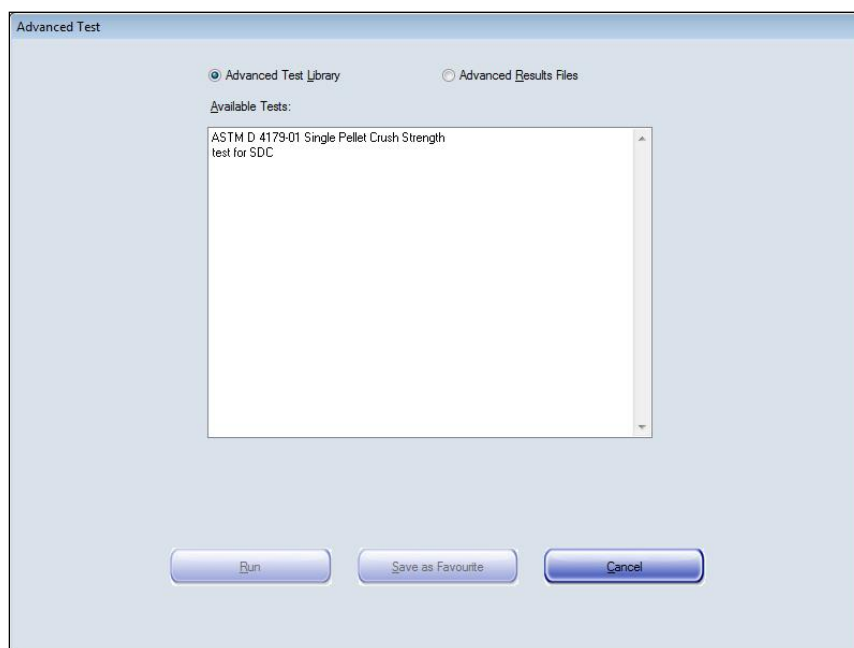 Advanced Test
Advanced Test Library
Advanced Results Files
Available Tests:
ASTM D 4179-01 Single Pellet Crush Strength
test for SDC
Run
Save as Favourite
Cancel